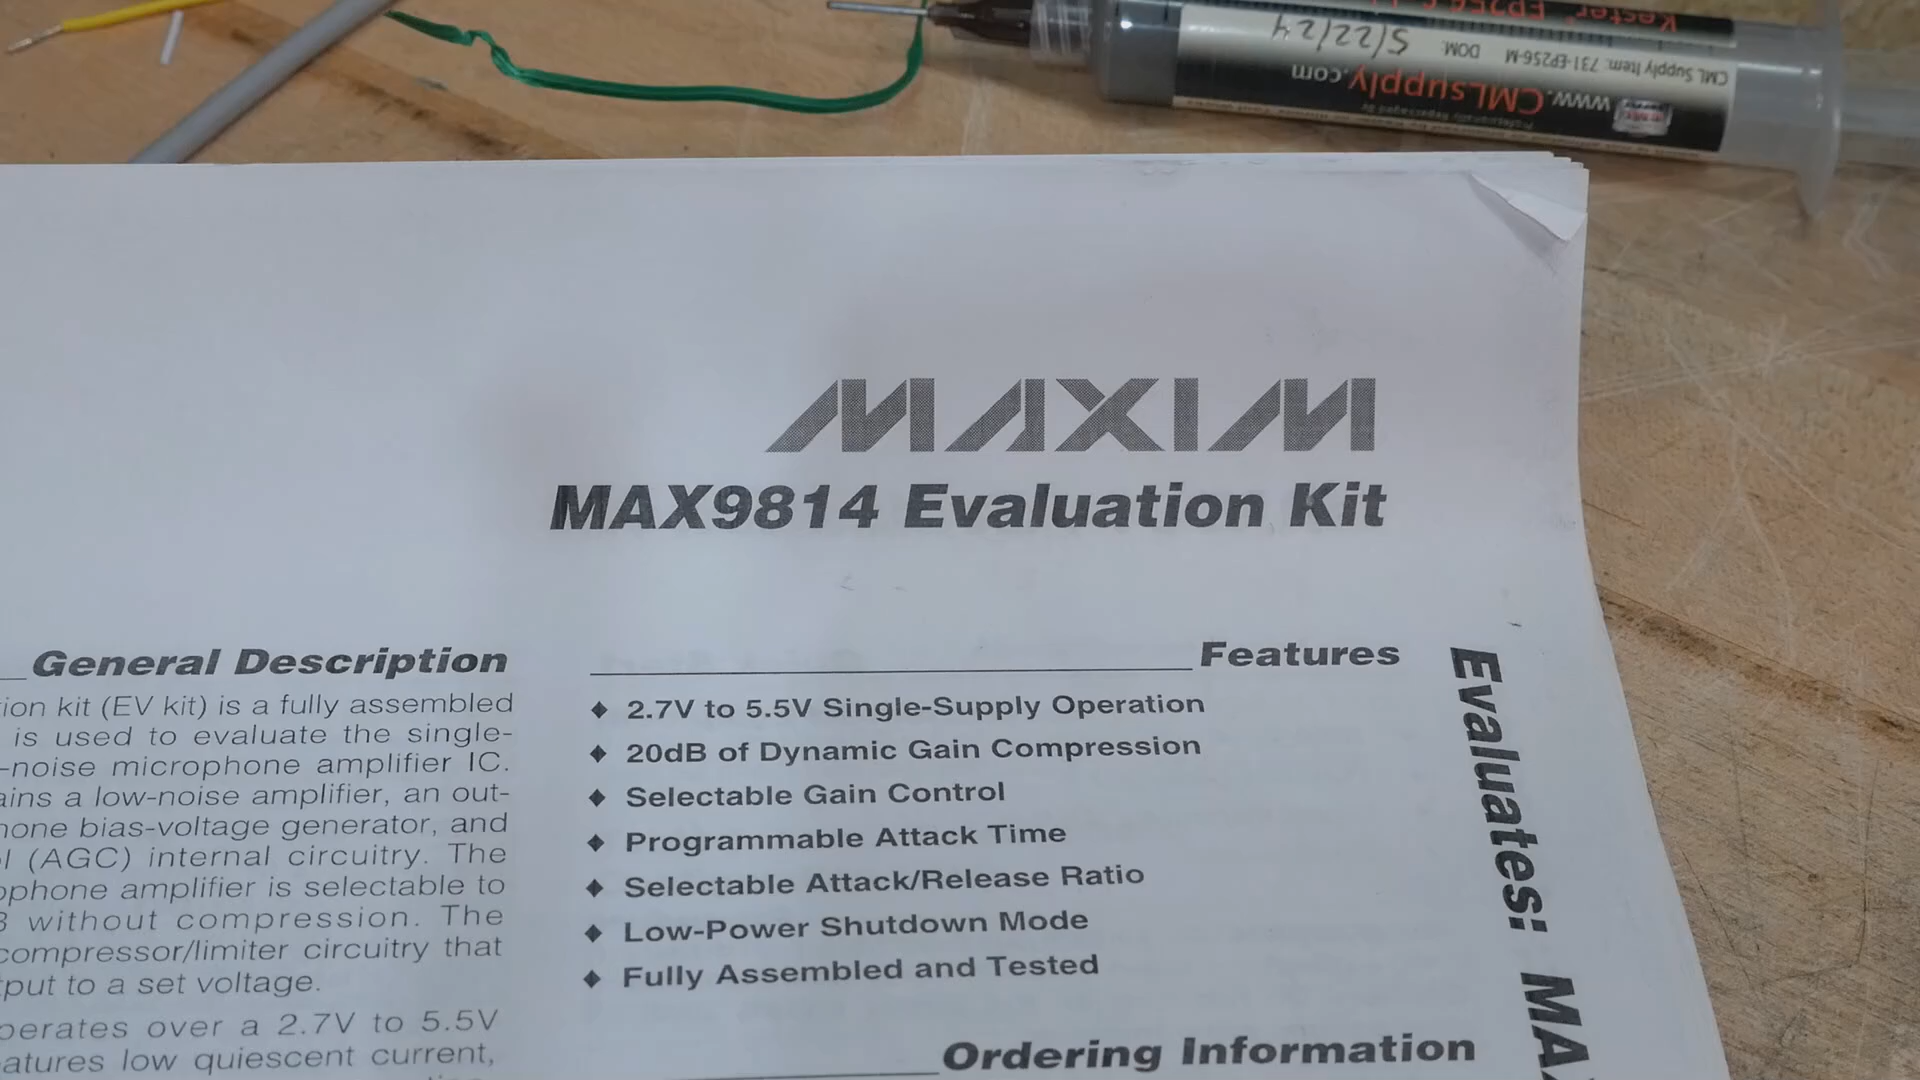 Kester EP256
CML Supply Item: 731-EP256-M DOM:
5/22/24
www.CMLsupply.com
MAXIM
MAX9814 Evaluation Kit
General Description
ion kit (EV kit) is a fully assembled
is used to evaluate the single-
-noise microphone amplifier IC.
ains a low-noise amplifier, an out-
hone bias-voltage generator, and
l (AGC) internal circuitry. The
ophone amplifier is selectable to
B without compression. The
compressor/limiter circuitry that
put to a set voltage.
perates over a 2.7V to 5.5V
eatures low quiescent current,
Features
♦ 2.7V to 5.5V Single-Supply Operation
♦ 20dB of Dynamic Gain Compression
♦ Selectable Gain Control
♦ Programmable Attack Time
♦ Selectable Attack/Release Ratio
♦ Low-Power Shutdown Mode
♦ Fully Assembled and Tested
Ordering Information
Evaluates: MA